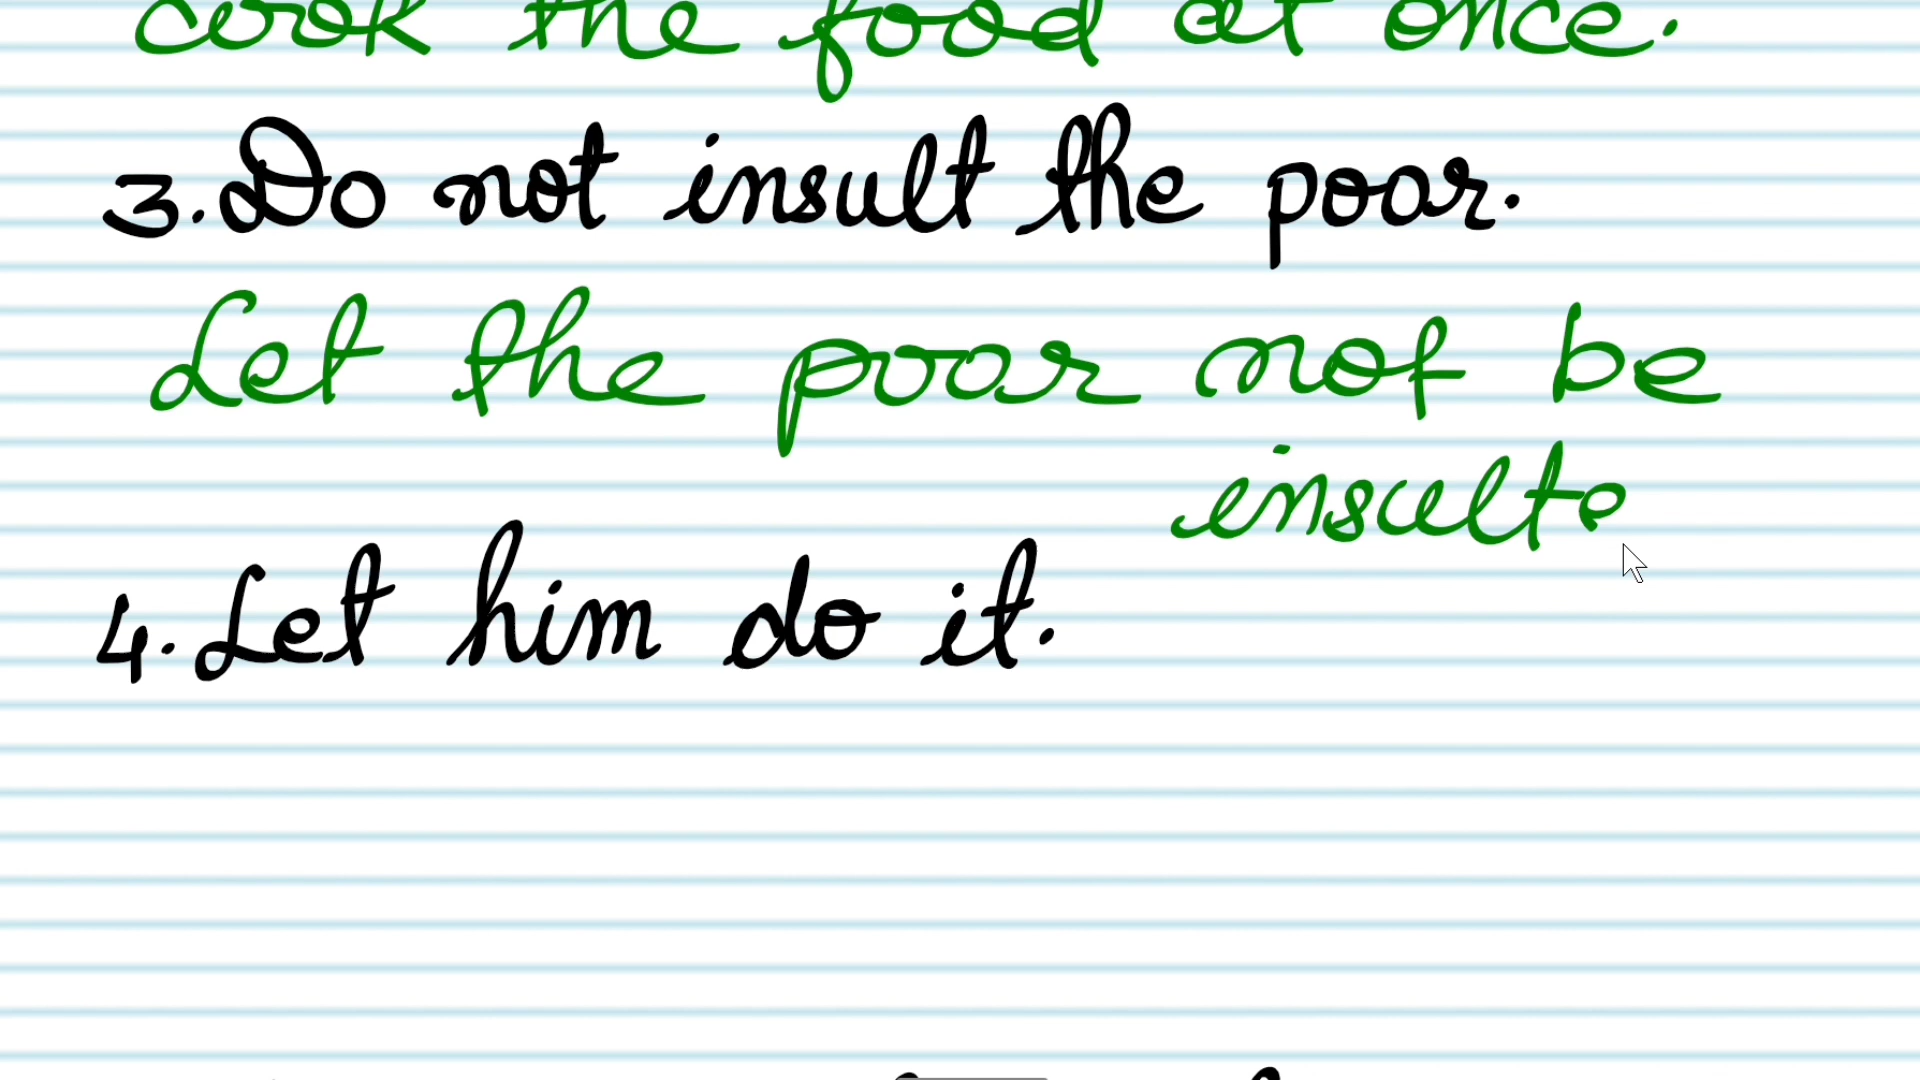 cook the food at once.
3. Do not insult the poor.
Let the poor not be
insulte
4. Let him do it.